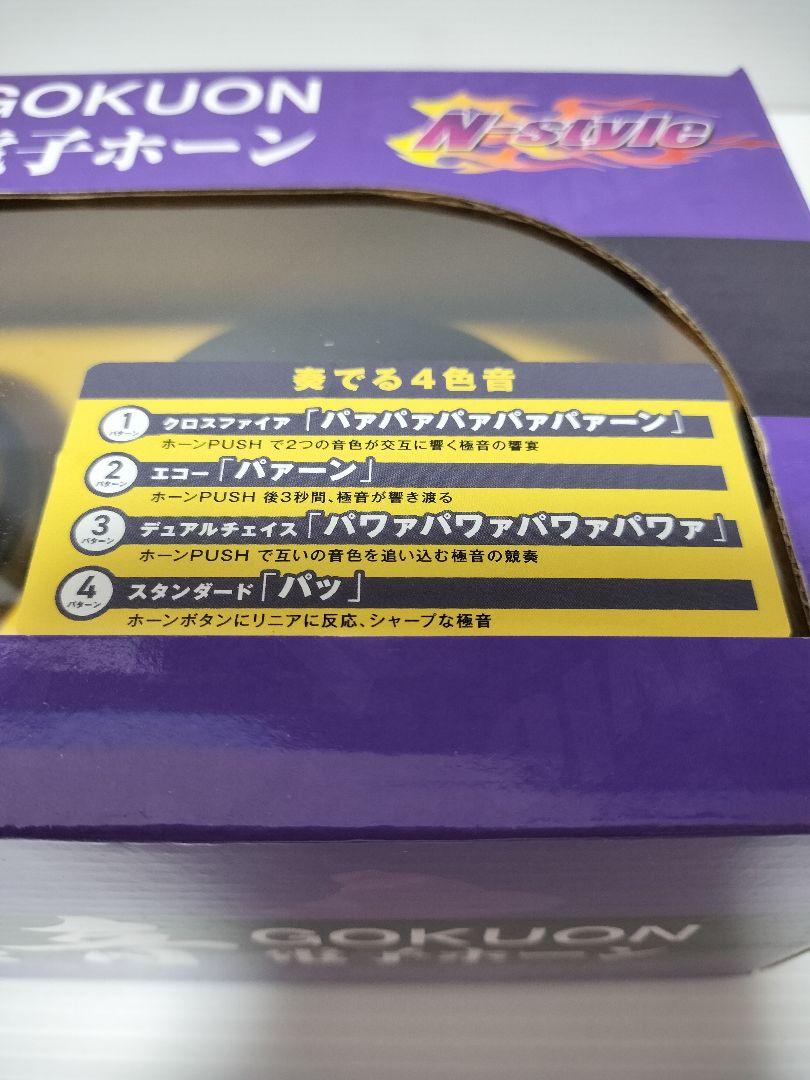 GOKUON
電子ホーン
N-style
奏でる4色音
1 パターン クロスファイア「パァパァパァパァパァーン」
ホーンPUSH で2つの音色が交互に響く極音の饗宴
2 パターン エコー「パァーン」
ホーンPUSH 後3秒間、極音が響き渡る
3 パターン デュアルチェイス「パワァパワァパワァパワァ」
ホーンPUSH で互いの音色を追い込む極音の競奏
4 パターン スタンダード「パッ」
ホーンボタンにリニアに反応、シャープな極音
GOKUON
電子ホーン